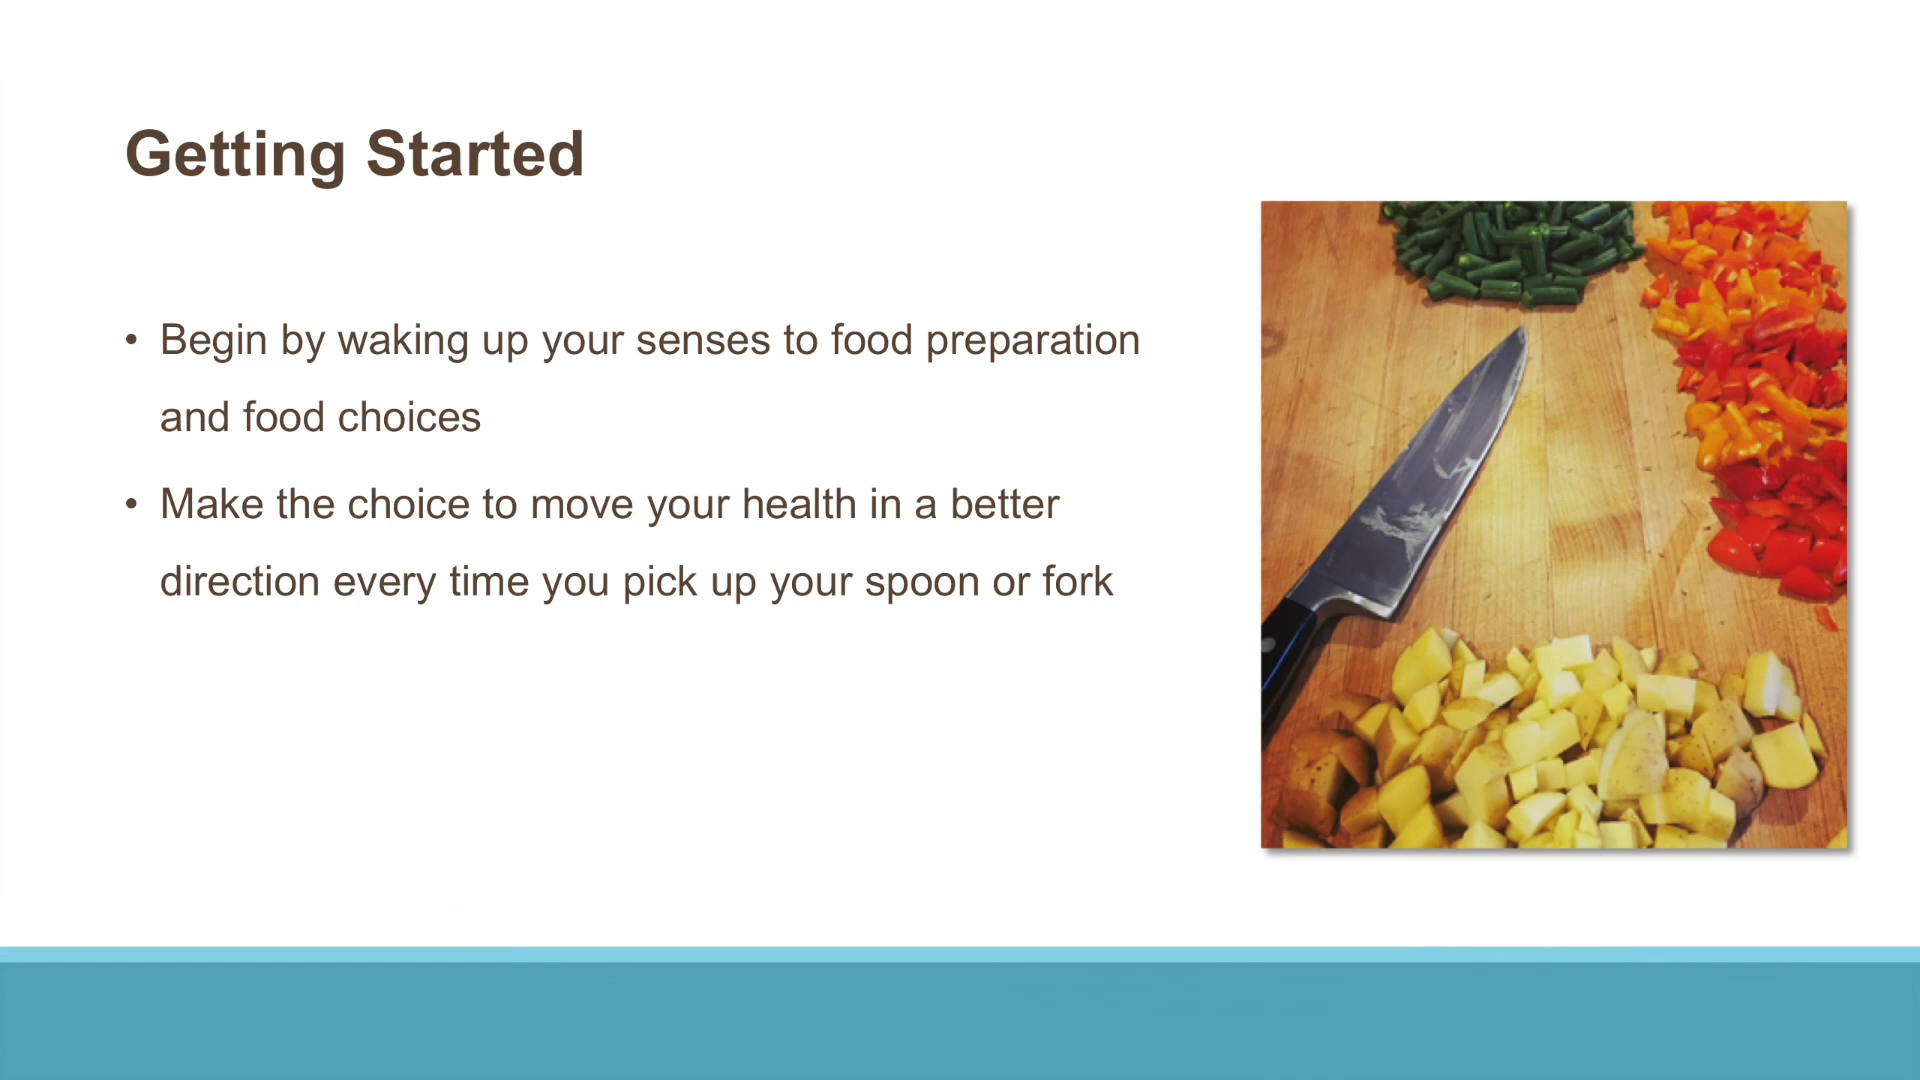 Getting Started
• Begin by waking up your senses to food preparation
and food choices
• Make the choice to move your health in a better
direction every time you pick up your spoon or fork